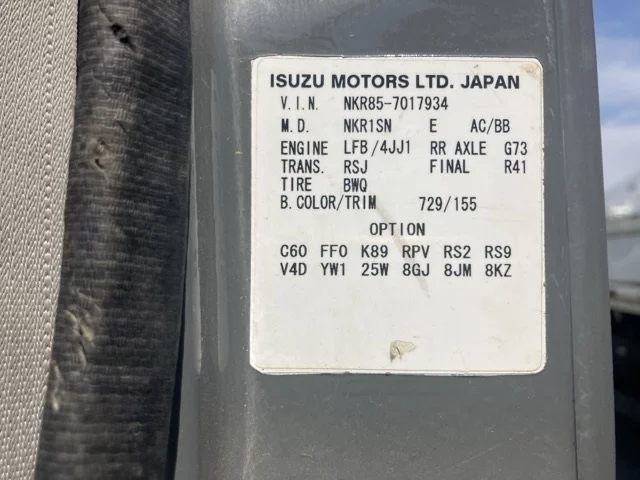 ISUZU MOTORS LTD. JAPAN
V.I.N. NKR85-7017934
M.D. NKR1SN E AC/BB
ENGINE LFB/4JJ1 RR AXLE G73
TRANS. RSJ FINAL R41
TIRE BWQ
B.COLOR/TRIM 729/155
OPTION
C60 FFO K89 RPV RS2 RS9
V4D YW1 25W 8GJ 8JM 8KZ